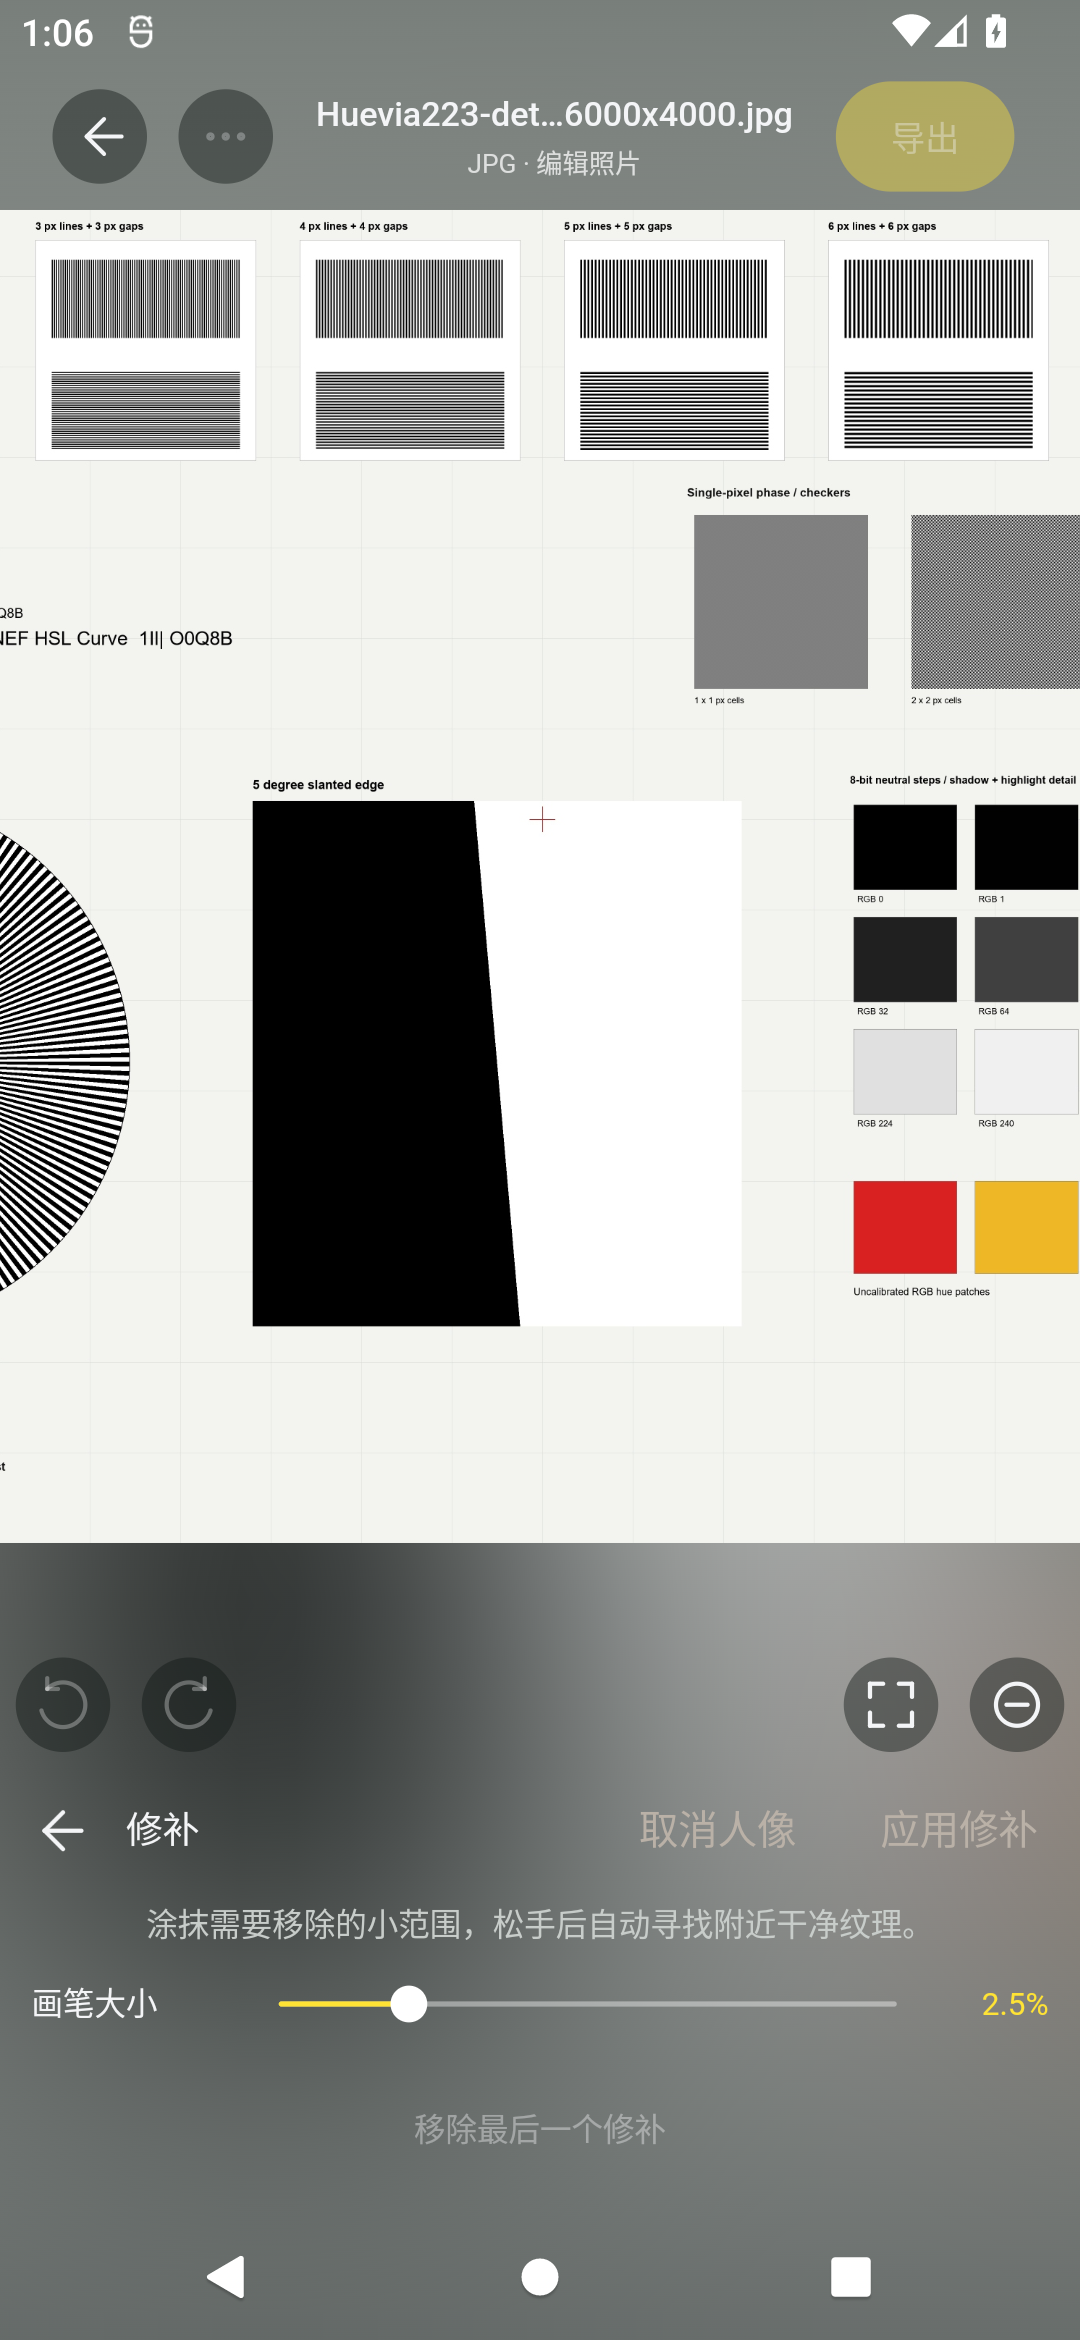 1:06
Huevia223-det...6000x4000.jpg
JPG · 编辑照片
导出
3 px lines + 3 px gaps
4 px lines + 4 px gaps
5 px lines + 5 px gaps
6 px lines + 6 px gaps
Single-pixel phase / checkers
Q8B
NEF HSL Curve 1Il| O0Q8B
1 x 1 px cells
2 x 2 px cells
5 degree slanted edge
8-bit neutral steps / shadow + highlight detail
RGB 0
RGB 1
RGB 32
RGB 64
RGB 224
RGB 240
Uncalibrated RGB hue patches
st
修补
取消人像
应用修补
涂抹需要移除的小范围，松手后自动寻找附近干净纹理。
画笔大小
2.5%
移除最后一个修补